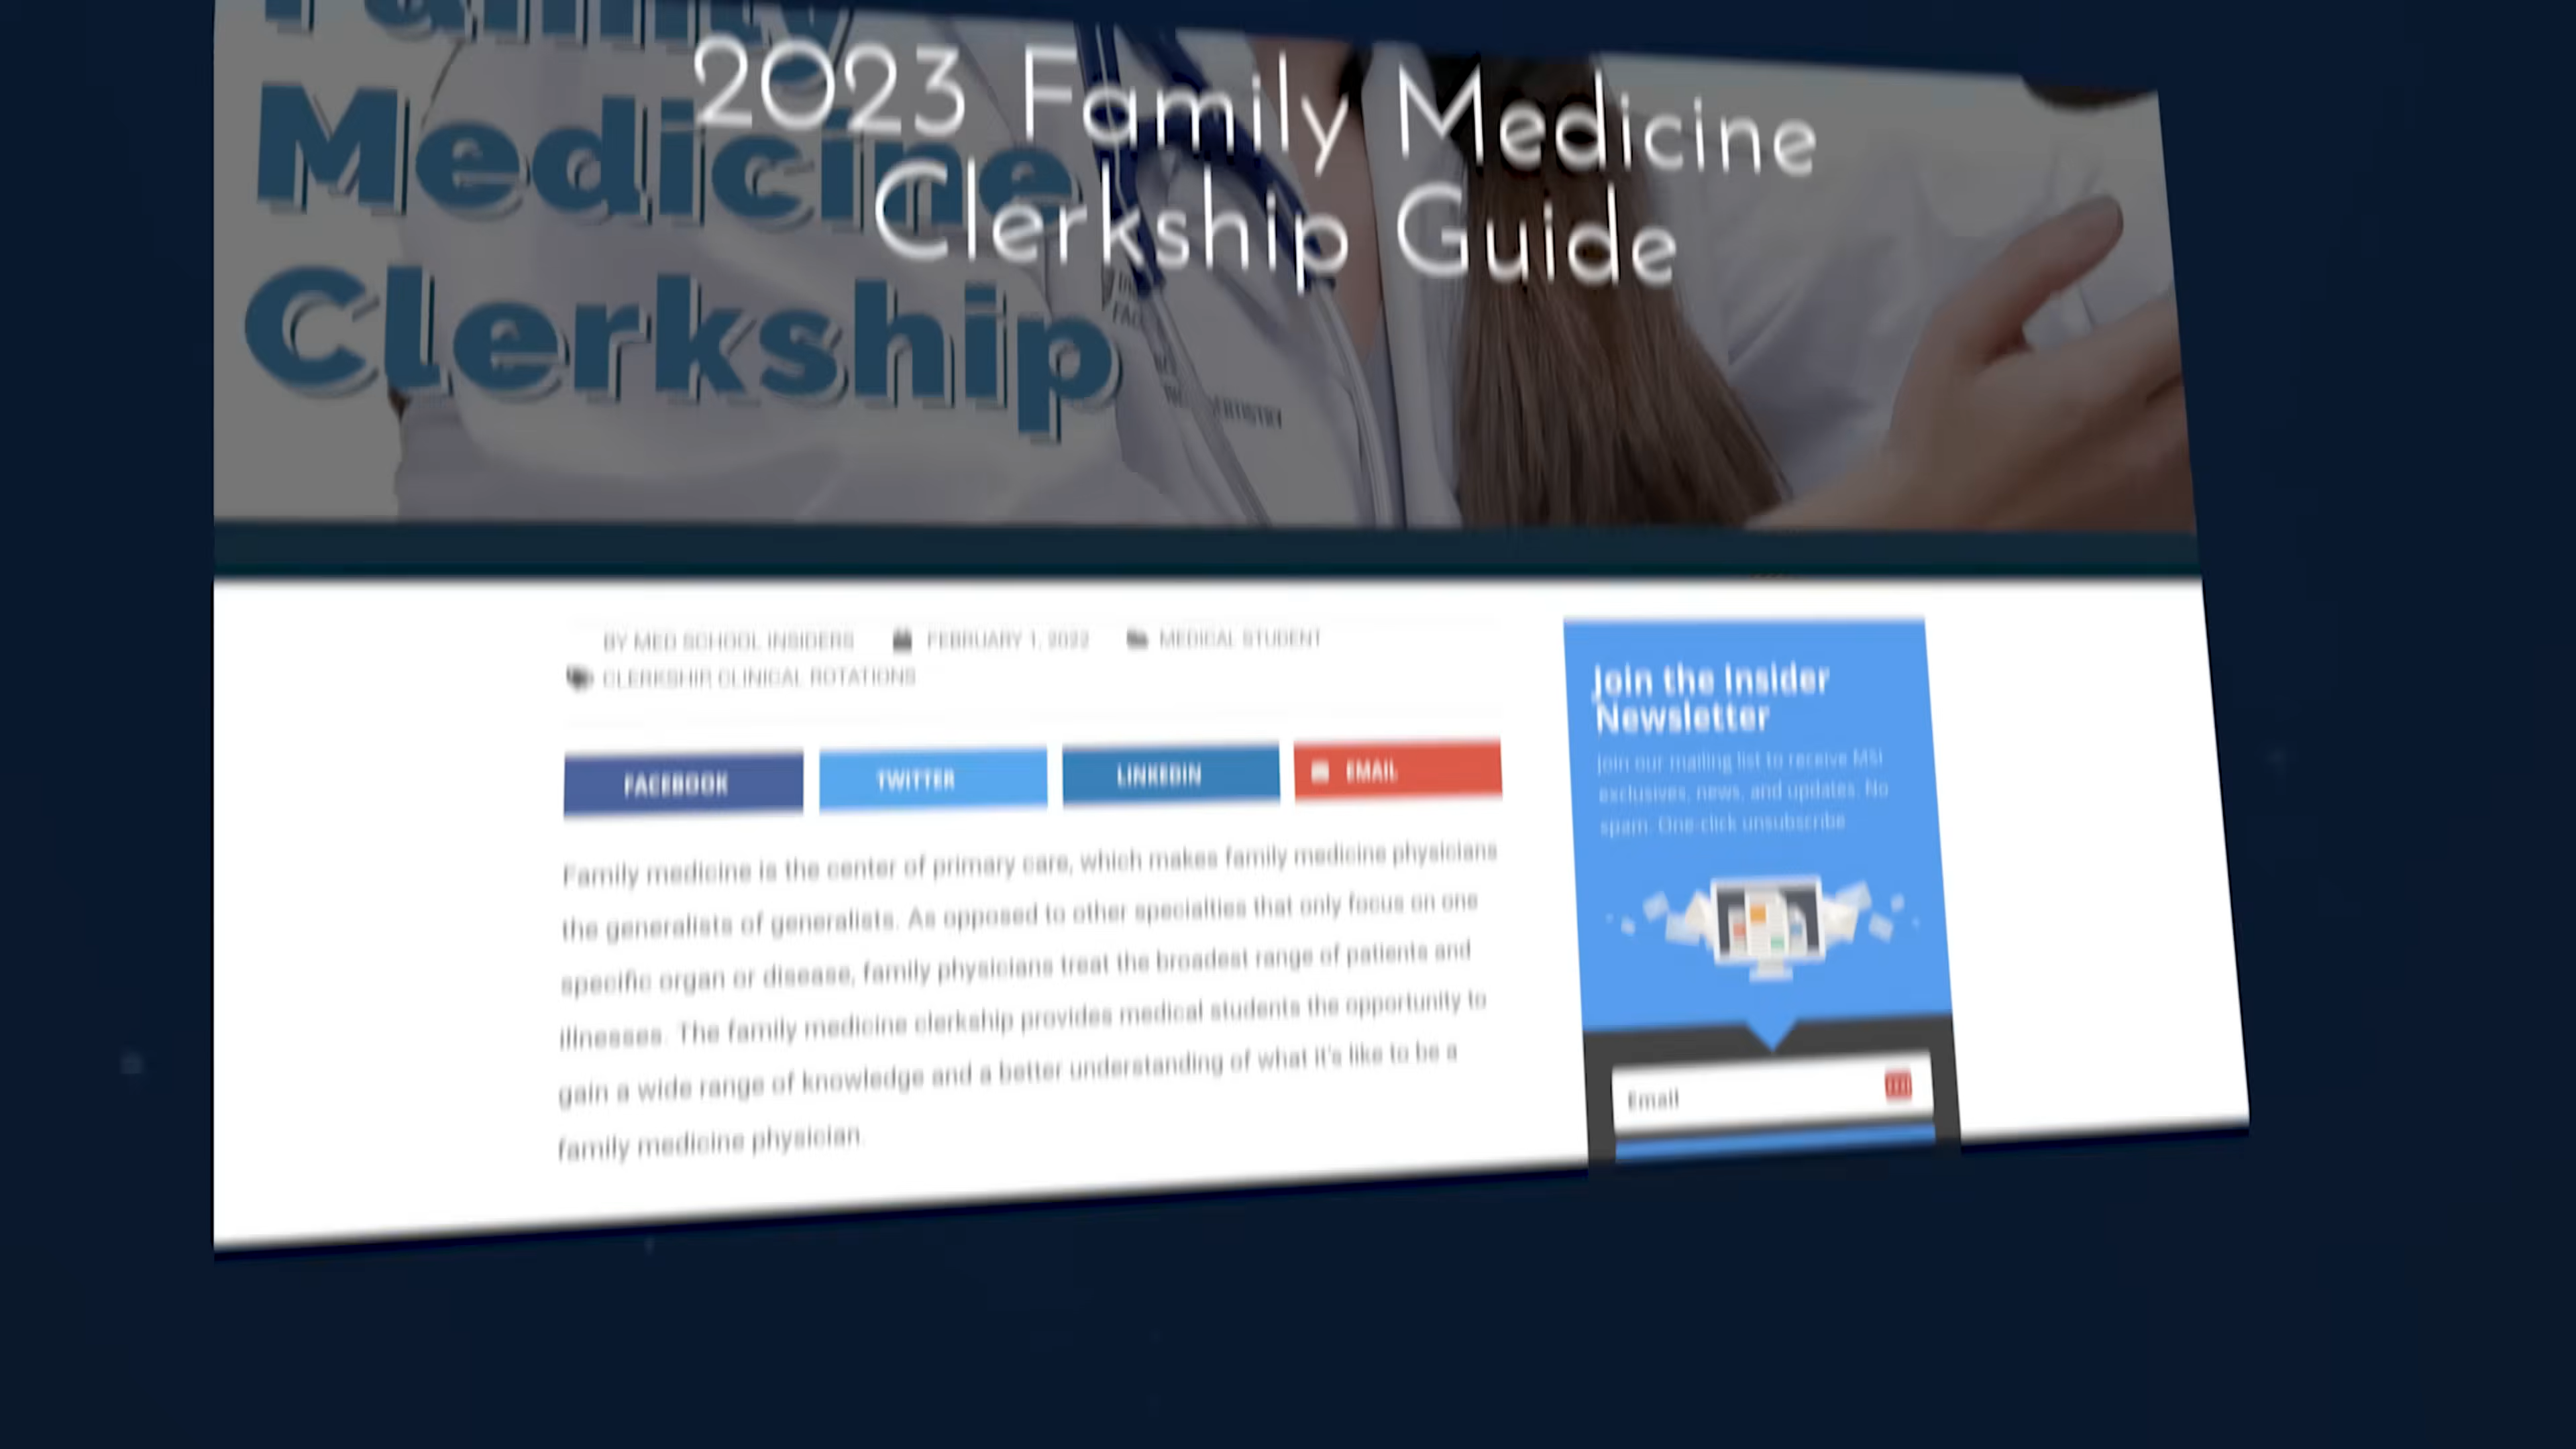 Family
2023 Family Medicine
Clerkship Guide
Medicine
Clerkship
BY MED SCHOOL INSIDERS FEBRUARY 1, 2022 MEDICAL STUDENT
CLERKSHIP CLINICAL ROTATIONS
FACEBOOK TWITTER LINKEDIN EMAIL
Family medicine is the center of primary care, which makes family medicine physicians
the generalists of generalists. As opposed to other specialties that only focus on one
specific organ or disease, family physicians treat the broadest range of patients and
illnesses. The family medicine clerkship provides medical students the opportunity to
gain a wide range of knowledge and a better understanding of what it's like to be a
family medicine physician.
Join the Insider
Newsletter
Join our mailing list to receive MSI
exclusives, news, and updates. No
spam. One-click unsubscribe
Email